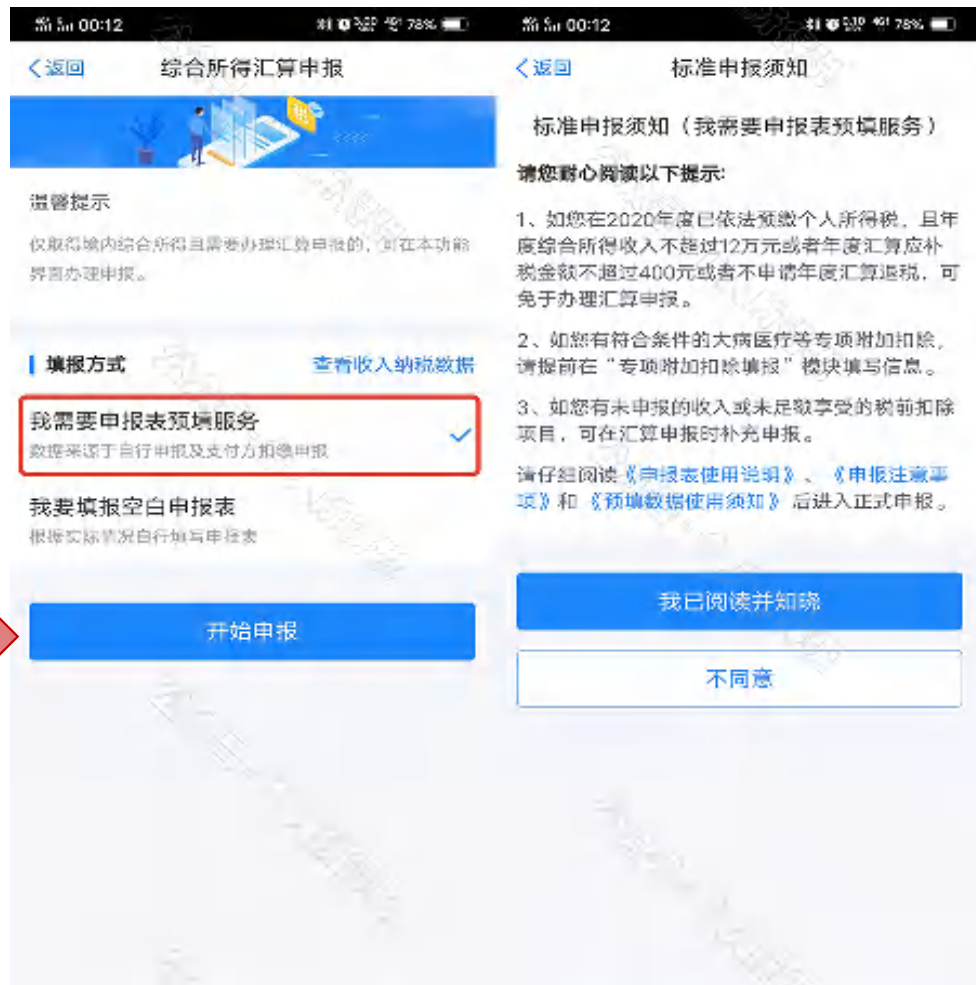 00:12
78%
<返回
综合所得汇算申报
温馨提示
仅取得境内综合所得且需要办理汇算申报的，可在本功能
界面办理申报。
填报方式
查看收入纳税数据
我需要申报表预填服务
数据来源于自行申报及支付方扣缴申报
我要填报空白申报表
根据实际情况自行填写申报表
开始申报
00:12
78%
<返回
标准申报须知
标准申报须知（我需要申报表预填服务）
请您耐心阅读以下提示:
1、如您在2020年度已依法预缴个人所得税，且年
度综合所得收入不超过12万元或者年度汇算应补
税金额不超过400元或者不申请年度汇算退税，可
免于办理汇算申报。
2、如您有符合条件的大病医疗等专项附加扣除，
请提前在“专项附加扣除填报”模块填写信息。
3、如您有未申报的收入或未足额享受的税前扣除
项目，可在汇算申报时补充申报。
请仔细阅读《申报表使用说明》、《申报注意事
项》和《预填数据使用须知》后进入正式申报。
我已阅读并知晓
不同意